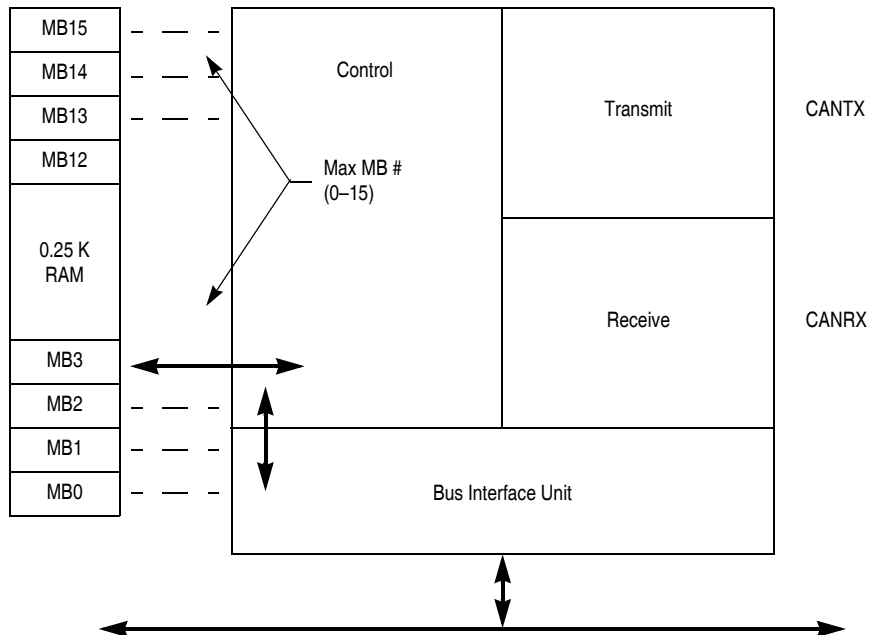 MB15
MB14
MB13
MB12
0.25 K
RAM
MB3
MB2
MB1
MB0
Control
Max MB #
(0–15)
Transmit
CANTX
Receive
CANRX
Bus Interface Unit